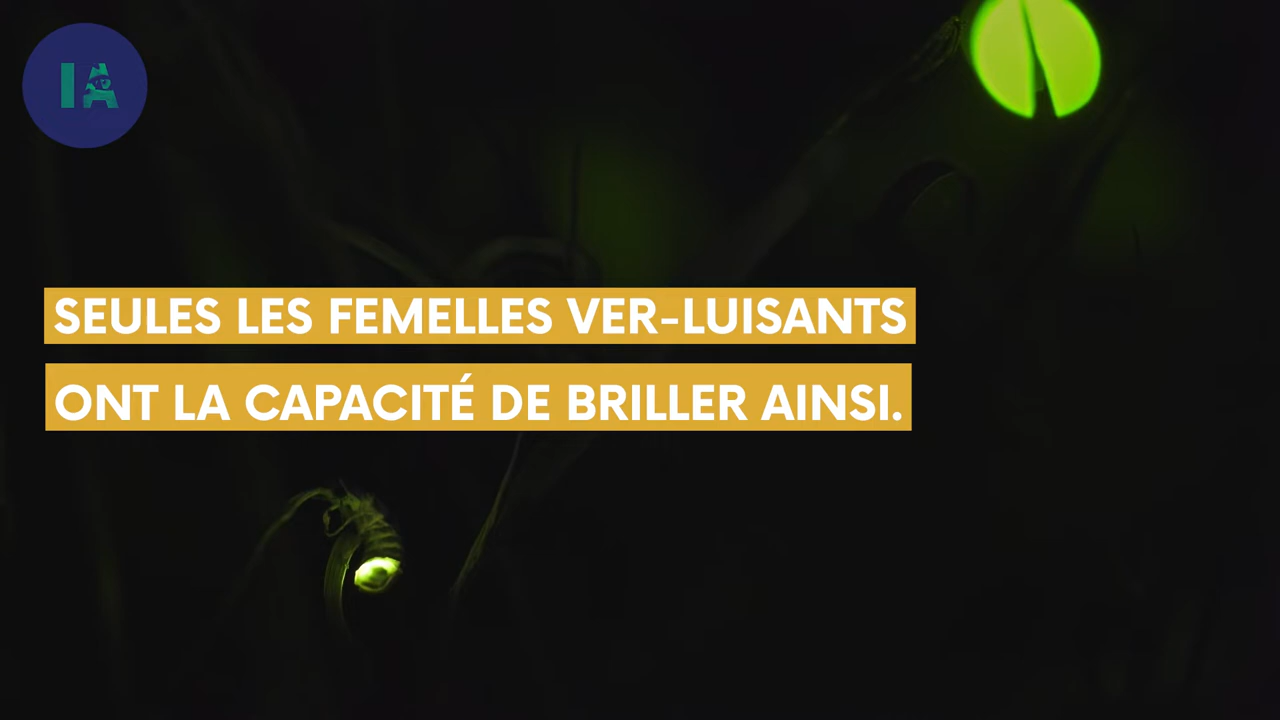 IA
SEULES LES FEMELLES VER-LUISANTS
ONT LA CAPACITÉ DE BRILLER AINSI.